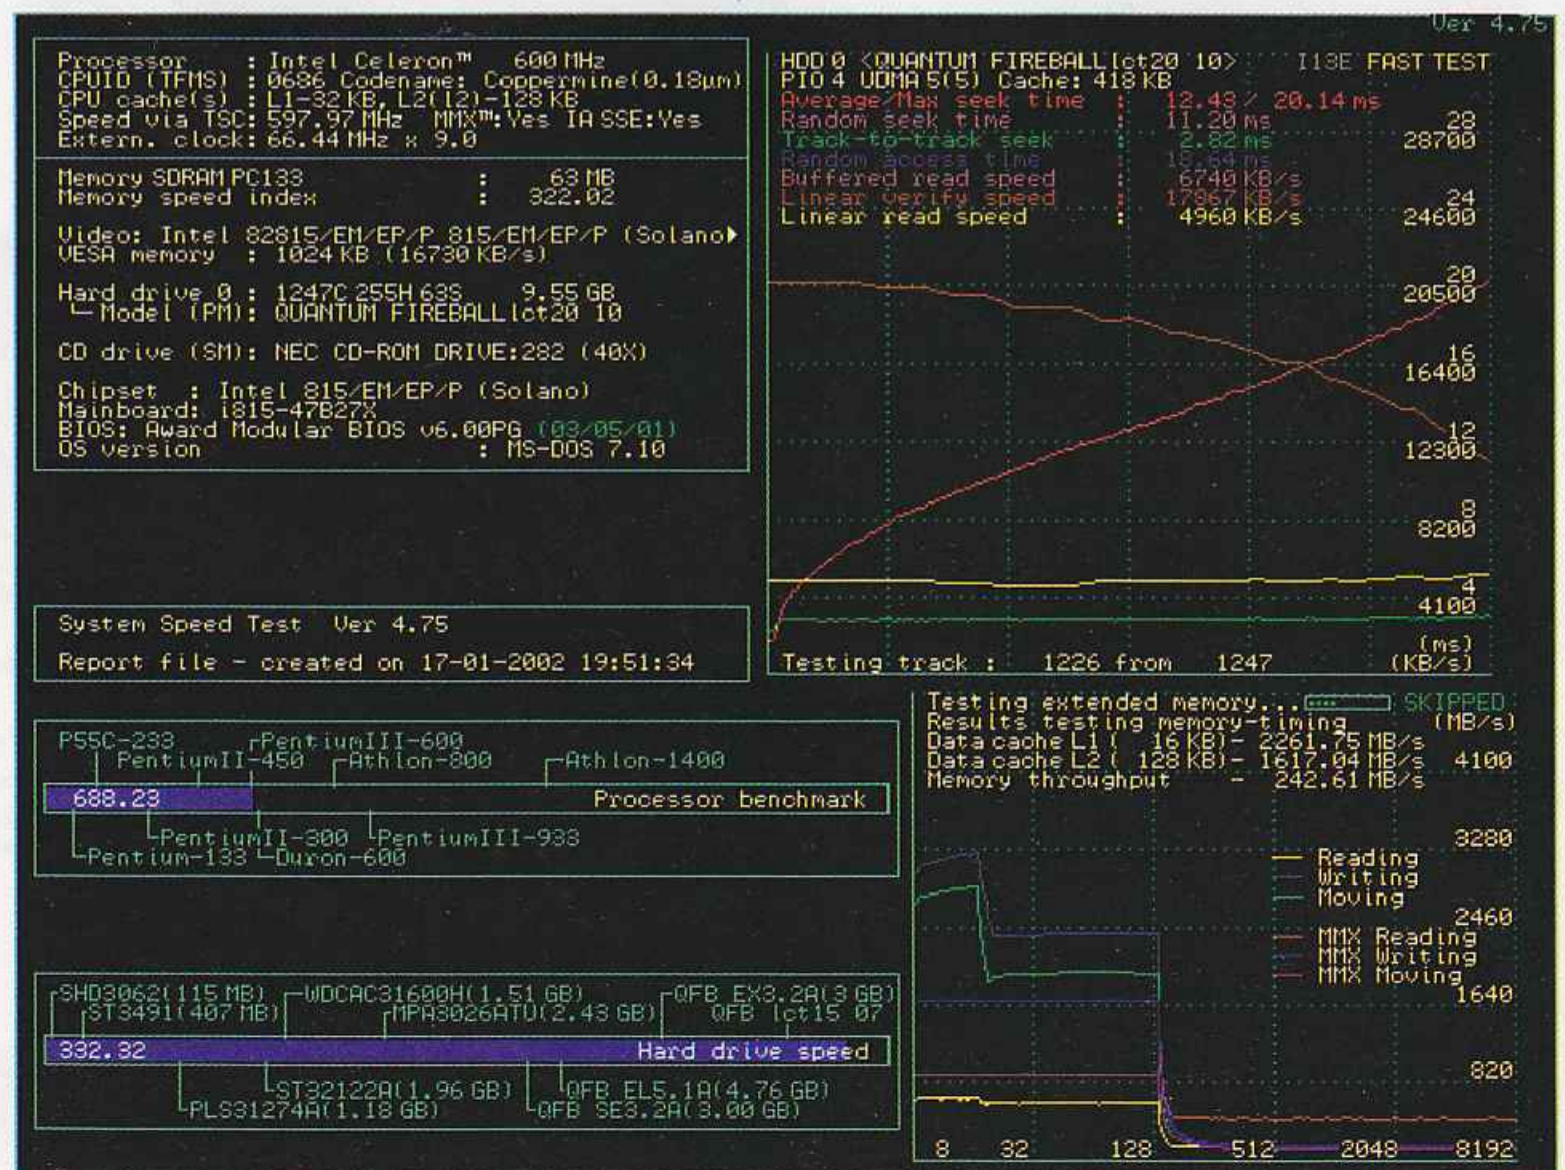 Ver 4.75
Processor : Intel Celeron™ 600 MHz
CPUID (TFMS) : 0686 Codename: Coppermine(0.18µm)
CPU cache(s) : L1-32 KB, L2(l2)-128 KB
Speed via TSC: 597.97 MHz MMX™:Yes IA SSE:Yes
Extern. clock: 66.44 MHz x 9.0
Memory SDRAM PC133 : 63 MB
Memory speed index : 322.02
Video: Intel 82815/EM/EP/P 815/EM/EP/P (Solano
VESA memory : 1024 KB (16730 KB/s)
Hard drive 0 : 1247C 255H 63S 9.55 GB
Model (PM): QUANTUM FIREBALLlct20 10
CD drive (SM): NEC CD-ROM DRIVE:282 (40X)
Chipset : Intel 815/EM/EP/P (Solano)
Mainboard: i815-47B27X
BIOS: Award Modular BIOS v6.00PG (03/05/01)
OS version : MS-DOS 7.10
System Speed Test Ver 4.75
Report file - created on 17-01-2002 19:51:34
HDD 0 <QUANTUM FIREBALLlct20 10> I13E FAST TEST
PIO 4 UDMA 5(5) Cache: 418 KB
Average/Max seek time : 12.43 / 20.14 ms
Random seek time : 11.20 ms
Track-to-track seek : 2.82 ms
Random access time : 18.64 ms
Buffered read speed : 6740 KB/s
Linear verify speed : 17867 KB/s
Linear read speed : 4960 KB/s
28
28700
24
24600
20
20500
16
16400
12
12300
8
8200
4
4100
(ms)
(KB/s)
Testing track : 1226 from 1247
P55C-233 PentiumIII-600
PentiumII-450 Athlon-800 Athlon-1400
688.23 Processor benchmark
PentiumII-300 PentiumIII-933
Pentium-133 Duron-600
SHD3062(115 MB) WDCAC31600H(1.51 GB) QFB EX3.2A(3 GB)
ST3491(407 MB) MPA3026ATU(2.43 GB) QFB lct15 07
332.32 Hard drive speed
ST32122A(1.96 GB) QFB EL5.1A(4.76 GB)
PLS31274A(1.18 GB) QFB SE3.2A(3.00 GB)
Testing extended memory... SKIPPED
Results testing memory-timing (MB/s)
Data cache L1 ( 16 KB)- 2261.75 MB/s
Data cache L2 ( 128 KB)- 1617.04 MB/s 4100
Memory throughput - 242.61 MB/s
3280
Reading
Writing
Moving
2460
MMX Reading
MMX Writing
MMX Moving
1640
820
8 32 128 512 2048 8192